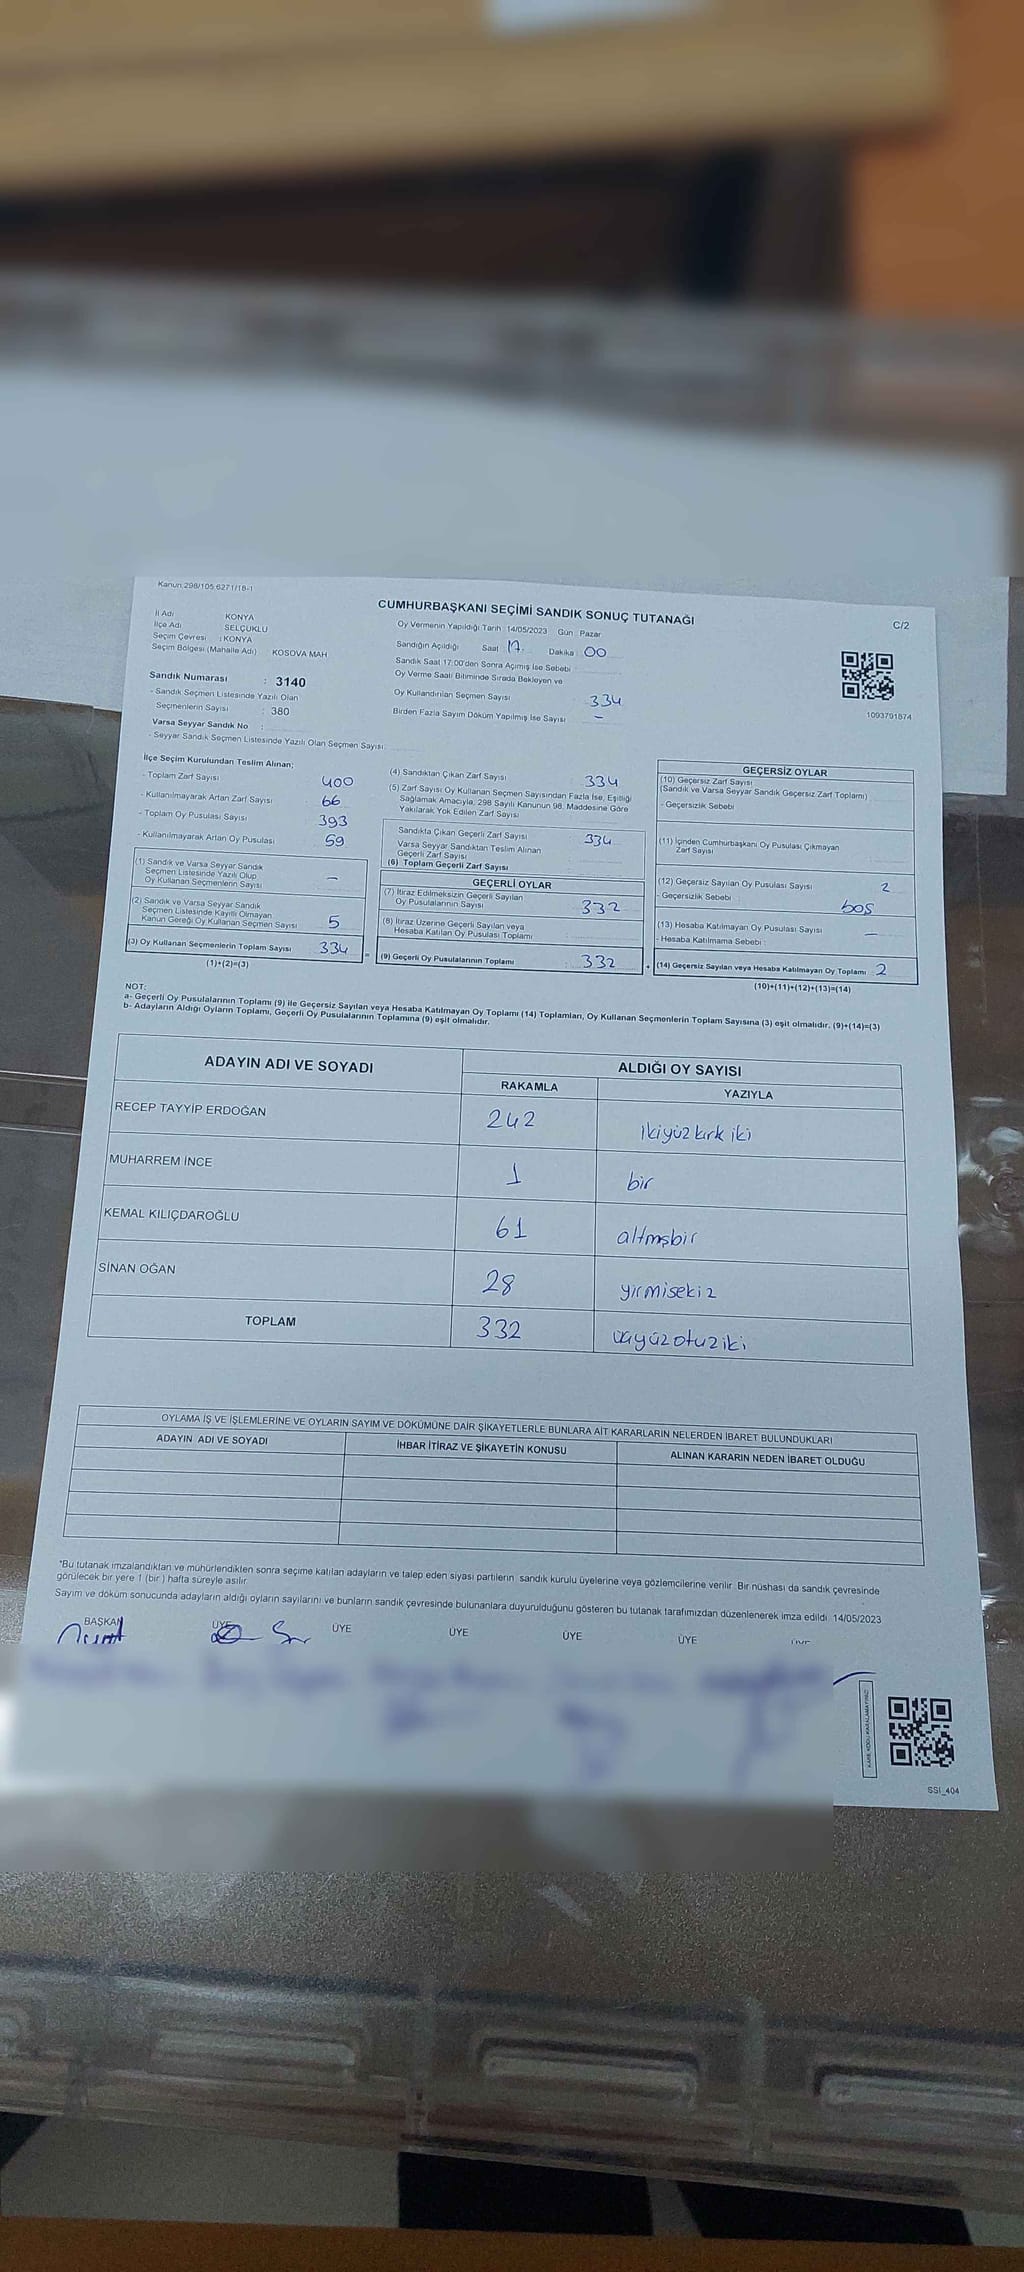 Kanun:298/105 6271/18-1
CUMHURBAŞKANI SEÇİMİ SANDIK SONUÇ TUTANAĞI
C/2
İl Adı KONYA
İlçe Adı SELÇUKLU
Seçim Çevresi : KONYA
Seçim Bölgesi (Mahalle Adı) KOSOVA MAH
Oy Vermenin Yapıldığı Tarih 14/05/2023 Gün Pazar
Sandığın Açıldığı Saat 17 Dakika 00
Sandık Saat 17:00'den Sonra Açımış İse Sebebi
Oy Verme Saati Bitiminde Sırada Bekleyen ve
Oy Kullandırılan Seçmen Sayısı 334
Birden Fazla Sayım Döküm Yapılmış İse Sayısı –
1093791874
Sandık Numarası : 3140
- Sandık Seçmen Listesinde Yazılı Olan
Seçmenlerin Sayısı : 380
Varsa Seyyar Sandık No :
- Seyyar Sandık Seçmen Listesinde Yazılı Olan Seçmen Sayısı
İlçe Seçim Kurulundan Teslim Alınan;
- Toplam Zarf Sayısı 400
- Kullanılmayarak Artan Zarf Sayısı 66
- Toplam Oy Pusulası Sayısı 393
- Kullanılmayarak Artan Oy Pusulası 59
(1) Sandık ve Varsa Seyyar Sandık
Seçmen Listesinde Yazılı Olup
Oy Kullanan Seçmenlerin Sayısı –
(2) Sandık ve Varsa Seyyar Sandık
Seçmen Listesinde Kayıtlı Olmayan
Kanun Gereği Oy Kullanan Seçmen Sayısı 5
(3) Oy Kullanan Seçmenlerin Toplam Sayısı 334
(1)+(2)=(3)
(4) Sandıktan Çıkan Zarf Sayısı 334
(5) Zarf Sayısı Oy Kullanan Seçmen Sayısından Fazla İse, Eşitliği
Sağlamak Amacıyla, 298 Sayılı Kanunun 98. Maddesine Göre
Yakılarak Yok Edilen Zarf Sayısı
Sandıkta Çıkan Geçerli Zarf Sayısı 334
Varsa Seyyar Sandıktan Teslim Alınan
Geçerli Zarf Sayısı
(6) Toplam Geçerli Zarf Sayısı
GEÇERLİ OYLAR
(7) İtiraz Edilmeksizin Geçerli Sayılan
Oy Pusulalarının Sayısı 332
(8) İtiraz Üzerine Geçerli Sayılan veya
Hesaba Katılan Oy Pusulası Toplamı
= (9) Geçerli Oy Pusulalarının Toplamı : 332
GEÇERSİZ OYLAR
(10) Geçersiz Zarf Sayısı
(Sandık ve Varsa Seyyar Sandık Geçersiz Zarf Toplamı)
- Geçersizlik Sebebi
(11) İçinden Cumhurbaşkanı Oy Pusulası Çıkmayan
Zarf Sayısı
(12) Geçersiz Sayılan Oy Pusulası Sayısı 2
- Geçersizlik Sebebi : boş
(13) Hesaba Katılmayan Oy Pusulası Sayısı –
- Hesaba Katılmama Sebebi :
+ (14) Geçersiz Sayılan veya Hesaba Katılmayan Oy Toplamı : 2
(10)+(11)+(12)+(13)=(14)
NOT:
a- Geçerli Oy Pusulalarının Toplamı (9) ile Geçersiz Sayılan veya Hesaba Katılmayan Oy Toplamı (14) Toplamları, Oy Kullanan Seçmenlerin Toplam Sayısına (3) eşit olmalıdır. (9)+(14)=(3)
b- Adayların Aldığı Oyların Toplamı, Geçerli Oy Pusulalarının Toplamına (9) eşit olmalıdır.
ADAYIN ADI VE SOYADI ALDIĞI OY SAYISI
RAKAMLA YAZIYLA
RECEP TAYYİP ERDOĞAN 242 ikiyüz kırk iki
MUHARREM İNCE 1 bir
KEMAL KILIÇDAROĞLU 61 altmşbir
SİNAN OĞAN 28 yirmisekiz
TOPLAM 332 üçyüzotuziki
OYLAMA İŞ VE İŞLEMLERİNE VE OYLARIN SAYIM VE DÖKÜMÜNE DAİR ŞİKAYETLERLE BUNLARA AİT KARARLARIN NELERDEN İBARET BULUNDUKLARI
ADAYIN ADI VE SOYADI İHBAR İTİRAZ VE ŞİKAYETİN KONUSU ALINAN KARARIN NEDEN İBARET OLDUĞU
*Bu tutanak imzalandıktan ve mühürlendikten sonra seçime katılan adayların ve talep eden siyasi partilerin sandık kurulu üyelerine veya gözlemcilerine verilir. Bir nüshası da sandık çevresinde
görülecek bir yere 1 (bir) hafta süreyle asılır.
Sayım ve döküm sonucunda adayların aldığı oyların sayılarını ve bunların sandık çevresinde bulunanlara duyurulduğunu gösteren bu tutanak tarafımızdan düzenlenerek imza edildi 14/05/2023
BAŞKAN ÜYE ÜYE ÜYE ÜYE ÜYE
SSI_404